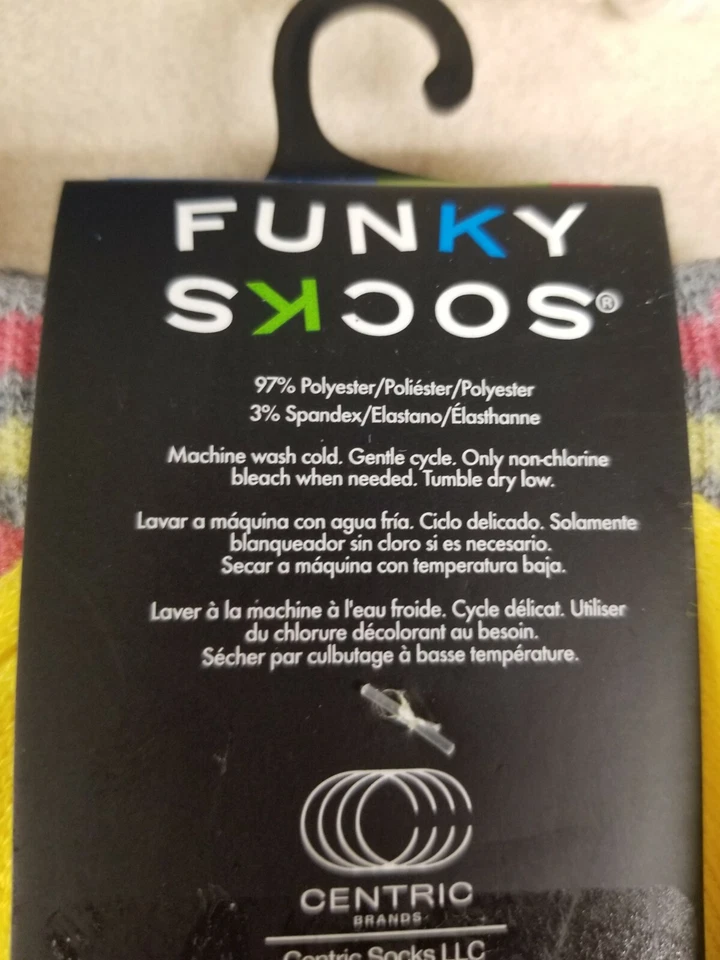 FUNKY
SOCKS®
97% Polyester/Poliéster/Polyester
3% Spandex/Elastano/Élasthanne
Machine wash cold. Gentle cycle. Only non-chlorine
bleach when needed. Tumble dry low.
Lavar a máquina con agua fría. Ciclo delicado. Solamente
blanqueador sin cloro si es necesario.
Secar a máquina con temperatura baja.
Laver à la machine à l'eau froide. Cycle délicat. Utiliser
du chlorure décolorant au besoin.
Sécher par culbutage à basse température.
CENTRIC
BRANDS
Centric Socks LLC